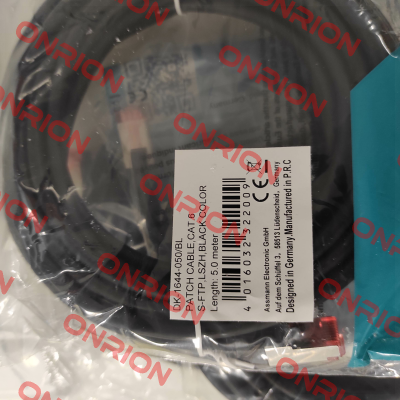 DK-1644-050/BL
PATCH CABLE,CAT.6
S-FTP,LSZH,BLACK COLOR
Length: 5.0 meter
4 016032 322009
CE
Assmann Electronic GmbH
Auf dem Schüffel 3, 58513 Lüdenscheid, Germany
Designed in Germany.Manufactured in P.R.C
ONRION
ONRION
ONRION
ONRION
ONRION
ONRION
ONRION